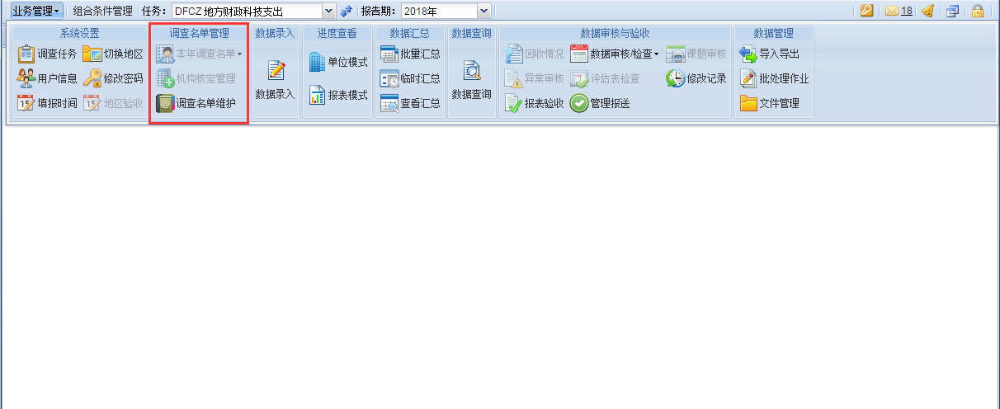 业务管理 组合条件管理 任务： DFCZ 地方财政科技支出 报告期： 2018年 18
系统设置 调查名单管理 数据录入 进度查看 数据汇总 数据查询 数据审核与验收 数据管理
调查任务 切换地区 本年调查名单 单位模式 批量汇总 回收情况 数据审核/检查 课题审核 导入导出
用户信息 修改密码 机构核定管理 数据录入 报表模式 临时汇总 数据查询 异常审核 评估表检查 修改记录 批处理作业
填报时间 地区验收 调查名单维护 查看汇总 报表验收 管理报送 文件管理